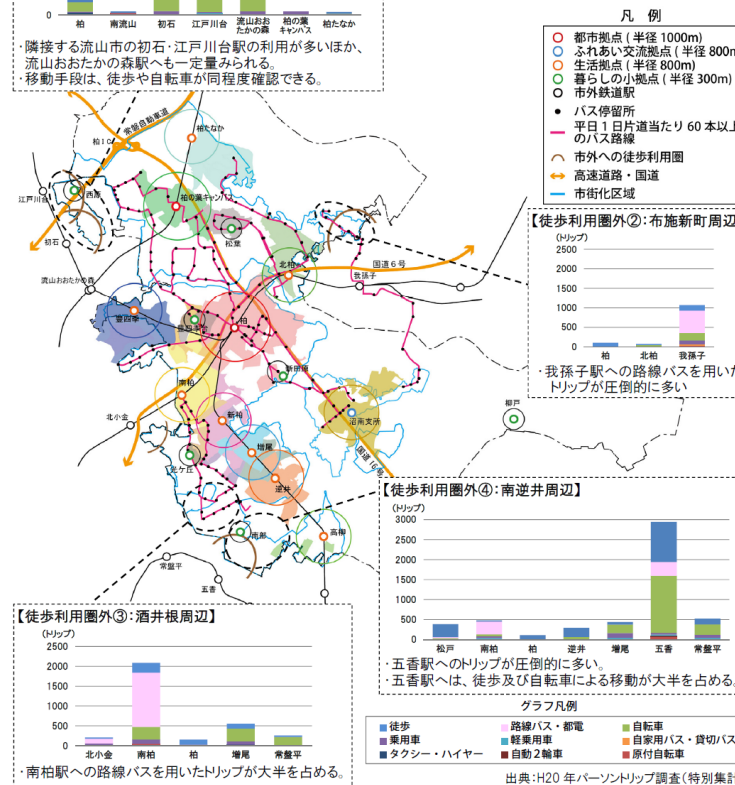 0
柏
南流山
初石
江戸川台
流山おお
たかの森
柏の葉
キャンパス
柏たなか
・隣接する流山市の初石・江戸川台駅の利用が多いほか、
流山おおたかの森駅へも一定量みられる。
・移動手段は、徒歩や自転車が同程度確認できる。
凡 例
都市拠点(半径1000m)
ふれあい交流拠点(半径800m
生活拠点(半径800m)
暮らしの小拠点(半径300m)
市外鉄道駅
バス停留所
平日1日片道当たり60本以上
のバス路線
市外への徒歩利用圏
高速道路・国道
市街化区域
常磐自動車道
柏IC
柏たなか
江戸川台
西原
柏の葉キャンパス
松葉
初石
北柏
国道6号
我孫子
流山おおたかの森
豊四季
豊四季台
柏
新田原
南柏
北小金
新柏
沼南支所
増尾
国道16号
光ケ丘
逆井
南部
高柳
常盤平
五香
柳戸
【徒歩利用圏外②:布施新町周辺
(トリップ)
2500
2000
1500
1000
500
0
柏
北柏
我孫子
・我孫子駅への路線バスを用いた
トリップが圧倒的に多い
【徒歩利用圏外④:南逆井周辺】
(トリップ)
3000
2500
2000
1500
1000
500
0
松戸
南柏
柏
逆井
増尾
五香
常盤平
・五香駅へのトリップが圧倒的に多い。
・五香駅へは、徒歩及び自転車による移動が大半を占める。
【徒歩利用圏外③:酒井根周辺】
(トリップ)
2500
2000
1500
1000
500
0
北小金
南柏
柏
増尾
常盤平
・南柏駅への路線バスを用いたトリップが大半を占める。
グラフ凡例
徒歩
路線バス・都電
自転車
乗用車
軽乗用車
自家用バス・貸切バス
タクシー・ハイヤー
自動2輪車
原付自転車
出典:H20年パーソントリップ調査(特別集計